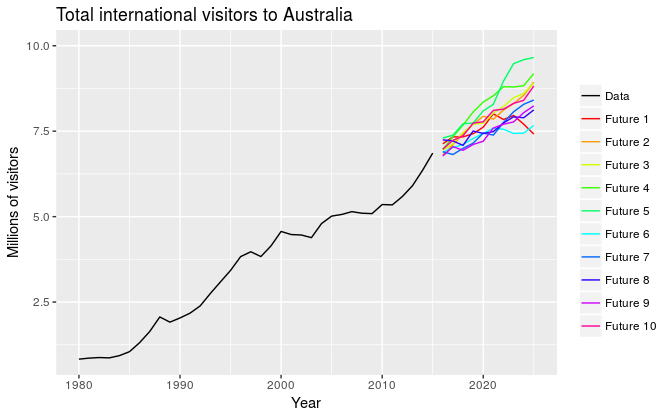 Total international visitors to Australia
Millions of visitors
10.0
7.5
5.0
2.5
1980
1990
2000
2010
2020
Year
Data
Future 1
Future 2
Future 3
Future 4
Future 5
Future 6
Future 7
Future 8
Future 9
Future 10